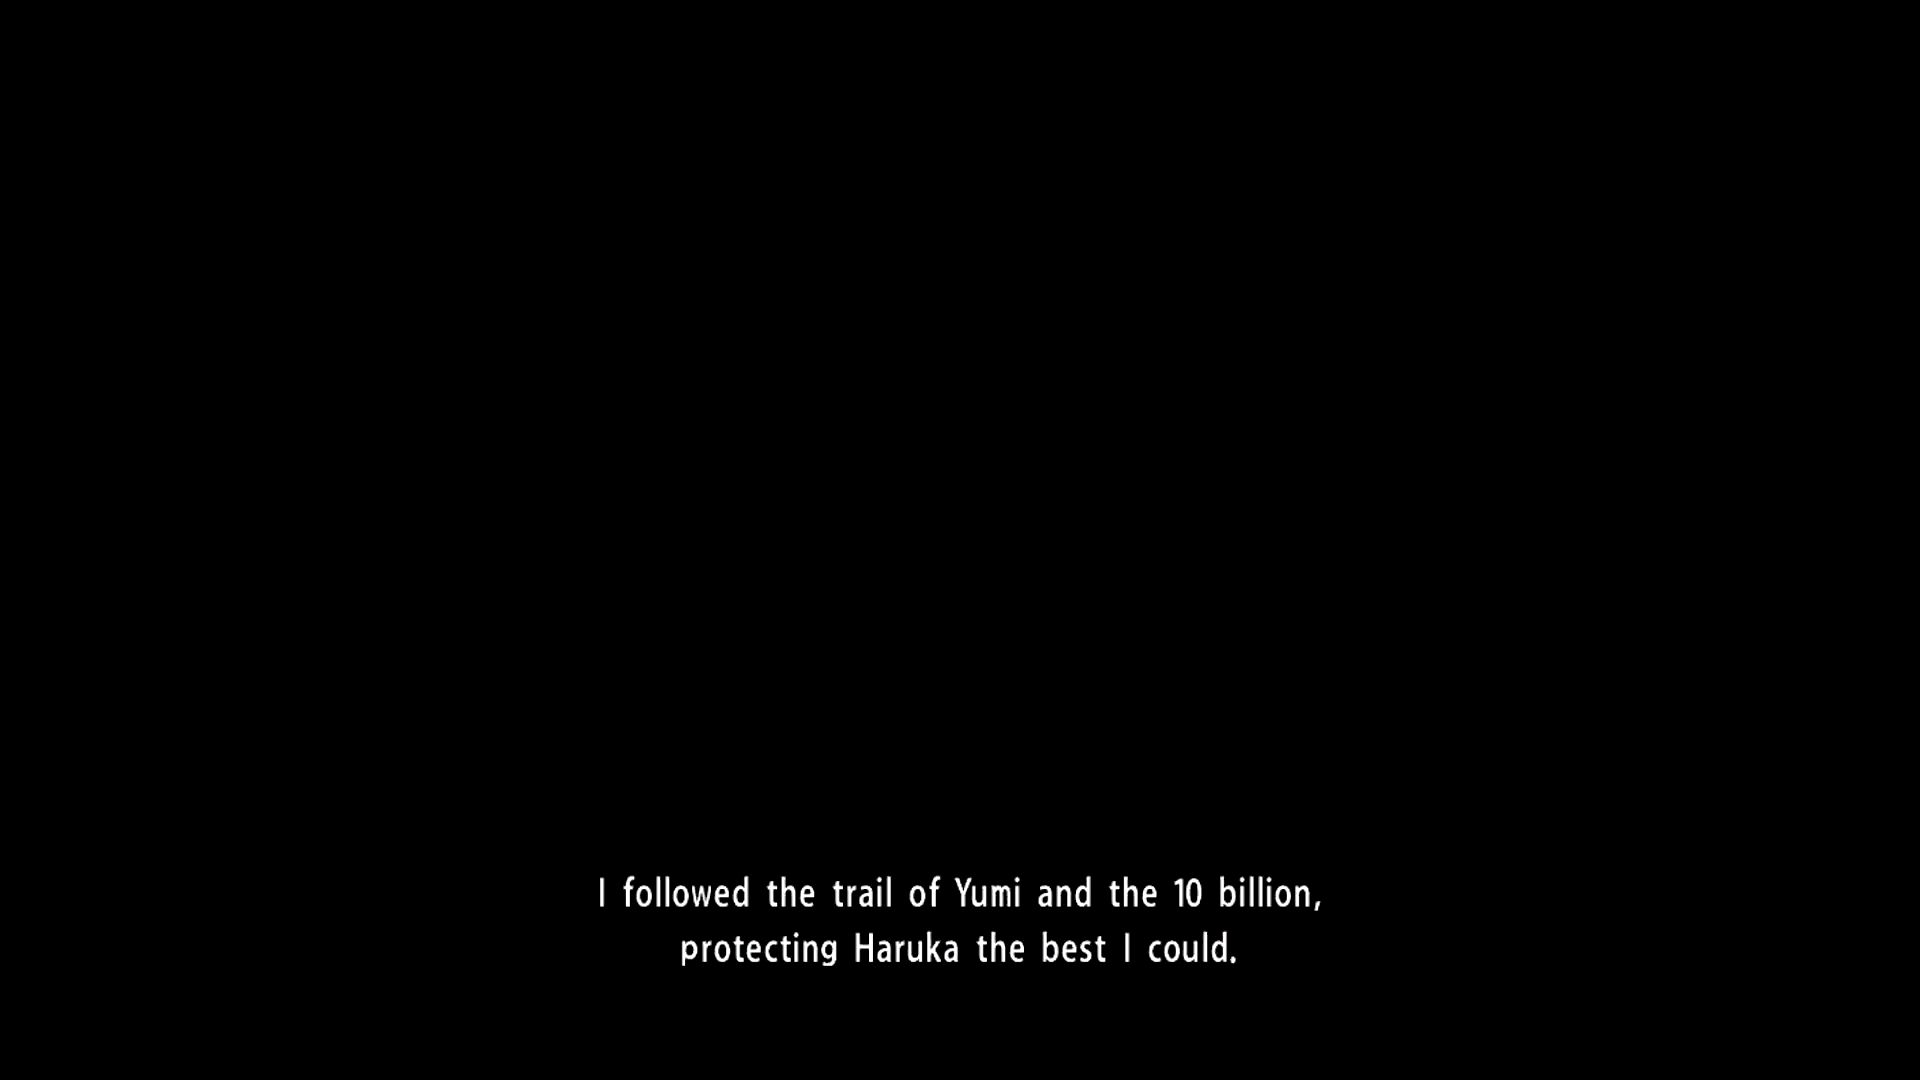 I followed the trail of Yumi and the 10 billion,
protecting Haruka the best I could.